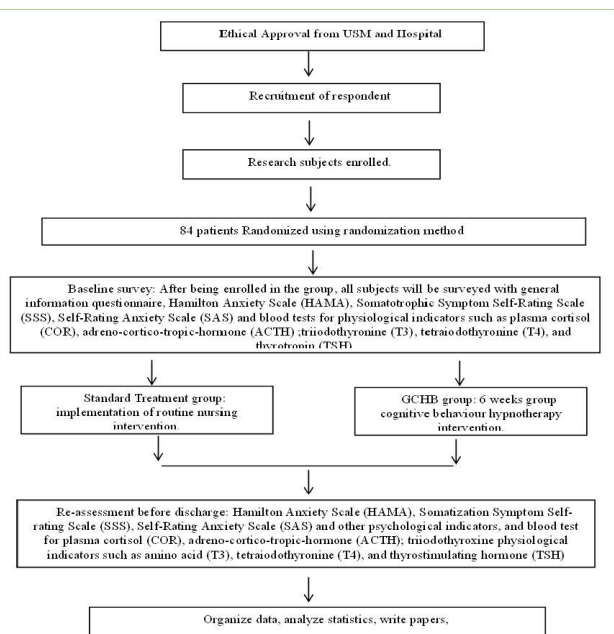 Ethical Approval from USM and Hospital
Recruitment of respondent
Research subjects enrolled.
84 patients Randomized using randomization method
Baseline survey: After being enrolled in the group, all subjects will be surveyed with general
information questionnaire, Hamilton Anxiety Scale (HAMA), Somatotrophic Symptom Self-Rating Scale
(SSS), Self-Rating Anxiety Scale (SAS) and blood tests for physiological indicators such as plasma cortisol
(COR), adreno-cortico-tropic-hormone (ACTH) ;triiodothyronine (T3), tetraiodothyronine (T4), and
thyrotropin (TSH)
Standard Treatment group:
implementation of routine nursing
intervention.
GCHB group: 6 weeks group
cognitive behaviour hypnotherapy
intervention.
Re-assessment before discharge: Hamilton Anxiety Scale (HAMA), Somatization Symptom Self-
rating Scale (SSS), Self-Rating Anxiety Scale (SAS) and other psychological indicators, and blood test
for plasma cortisol (COR), adreno-cortico-tropic-hormone (ACTH); triiodothyroxine physiological
indicators such as amino acid (T3), tetraiodothyronine (T4), and thyrostimulating hormone (TSH)
Organize data, analyze statistics, write papers,